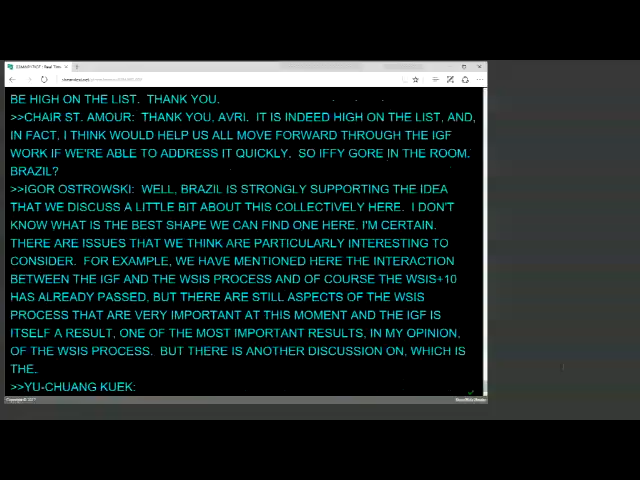 BE HIGH ON THE LIST.  THANK YOU.
>>CHAIR ST. AMOUR:  THANK YOU, AVRI.  IT IS INDEED HIGH ON THE LIST, AND,
IN FACT, I THINK WOULD HELP US ALL MOVE FORWARD THROUGH THE IGF
WORK IF WE'RE ABLE TO ADDRESS IT QUICKLY.  SO IFFY GORE IN THE ROOM.
BRAZIL?
>>IGOR OSTROWSKI:  WELL, BRAZIL IS STRONGLY SUPPORTING THE IDEA
THAT WE DISCUSS A LITTLE BIT ABOUT THIS COLLECTIVELY HERE.  I DON'T
KNOW WHAT IS THE BEST SHAPE WE CAN FIND ONE HERE. I'M CERTAIN.
THERE ARE ISSUES THAT WE THINK ARE PARTICULARLY INTERESTING TO
CONSIDER.  FOR EXAMPLE, WE HAVE MENTIONED HERE THE INTERACTION
BETWEEN THE IGF AND THE WSIS PROCESS AND OF COURSE THE WSIS+10
HAS ALREADY PASSED, BUT THERE ARE STILL ASPECTS OF THE WSIS
PROCESS THAT ARE VERY IMPORTANT AT THIS MOMENT AND THE IGF IS
ITSELF A RESULT, ONE OF THE MOST IMPORTANT RESULTS, IN MY OPINION,
OF THE WSIS PROCESS.  BUT THERE IS ANOTHER DISCUSSION ON, WHICH IS
THE.
>>YU-CHUANG KUEK: